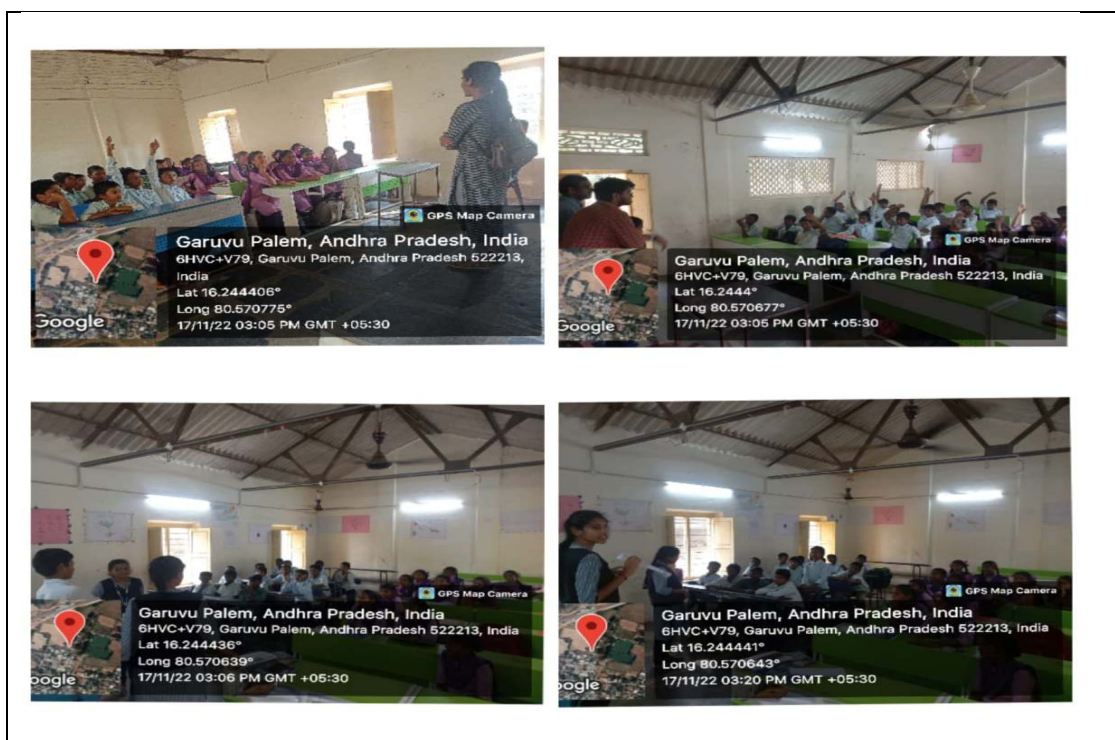 GPS Map Camera
Garuvu Palem, Andhra Pradesh, India
6HVC+V79, Garuvu Palem, Andhra Pradesh 522213,
India
Lat 16.244406°
Long 80.570775°
17/11/22 03:05 PM GMT +05:30
Google
GPS Map Camera
Garuvu Palem, Andhra Pradesh, India
6HVC+V79, Garuvu Palem, Andhra Pradesh 522213, India
Lat 16.2444°
Long 80.570677°
17/11/22 03:05 PM GMT +05:30
Google
GPS Map Camera
Garuvu Palem, Andhra Pradesh, India
6HVC+V79, Garuvu Palem, Andhra Pradesh 522213, India
Lat 16.244436°
Long 80.570639°
17/11/22 03:06 PM GMT +05:30
oogle
GPS Map Camera
Garuvu Palem, Andhra Pradesh, India
6HVC+V79, Garuvu Palem, Andhra Pradesh 522213, India
Lat 16.244441°
Long 80.570643°
17/11/22 03:20 PM GMT +05:30
oogle